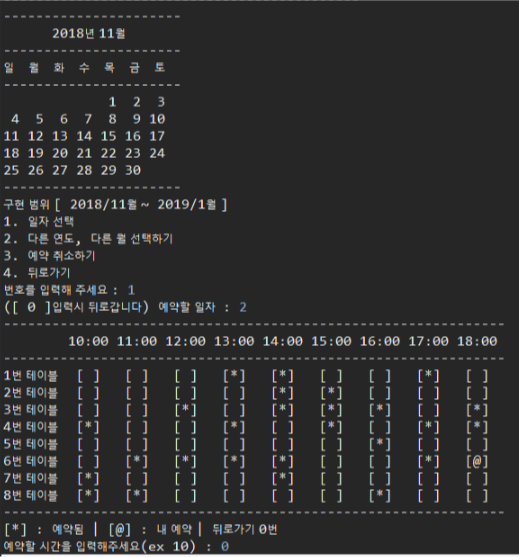 ------------------------
2018년 11월
------------------------
일 월 화 수 목 금 토
------------------------
1 2 3
4 5 6 7 8 9 10
11 12 13 14 15 16 17
18 19 20 21 22 23 24
25 26 27 28 29 30
------------------------
구현 범위 [ 2018/11월 ~ 2019/1월 ]
1. 일자 선택
2. 다른 연도, 다른 월 선택하기
3. 예약 취소하기
4. 뒤로가기
번호를 입력해 주세요 : 1
([ 0 ]입력시 뒤로갑니다) 예약할 일자 : 2
--------------------------------------------------------------------
10:00 11:00 12:00 13:00 14:00 15:00 16:00 17:00 18:00
--------------------------------------------------------------------
1번 테이블 [ ] [ ] [ ] [*] [*] [ ] [ ] [*] [ ]
2번 테이블 [ ] [ ] [ ] [ ] [*] [*] [ ] [ ] [ ]
3번 테이블 [ ] [ ] [*] [ ] [*] [*] [*] [ ] [*]
4번 테이블 [*] [ ] [ ] [*] [ ] [*] [ ] [*] [*]
5번 테이블 [ ] [ ] [ ] [ ] [ ] [ ] [*] [ ] [ ]
6번 테이블 [ ] [*] [*] [*] [*] [ ] [ ] [*] [@]
7번 테이블 [*] [ ] [ ] [ ] [*] [ ] [ ] [ ] [ ]
8번 테이블 [*] [*] [ ] [ ] [ ] [ ] [*] [ ] [ ]
--------------------------------------------------------------------
[*] : 예약됨 | [@] : 내 예약 | 뒤로가기 0번
예약할 시간을 입력해주세요(ex 10) : 0